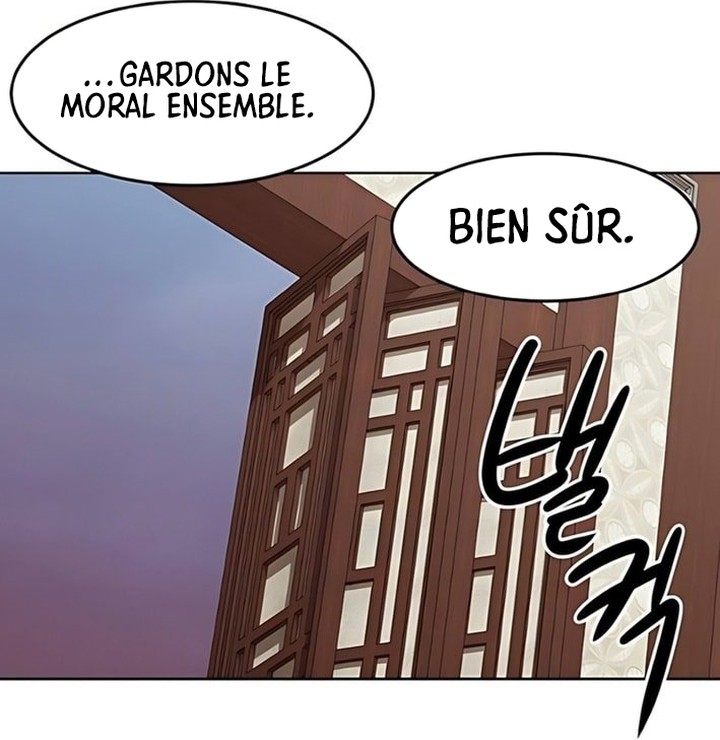 ...GARDONS LE
MORAL ENSEMBLE.
BIEN SÛR.
벌컥